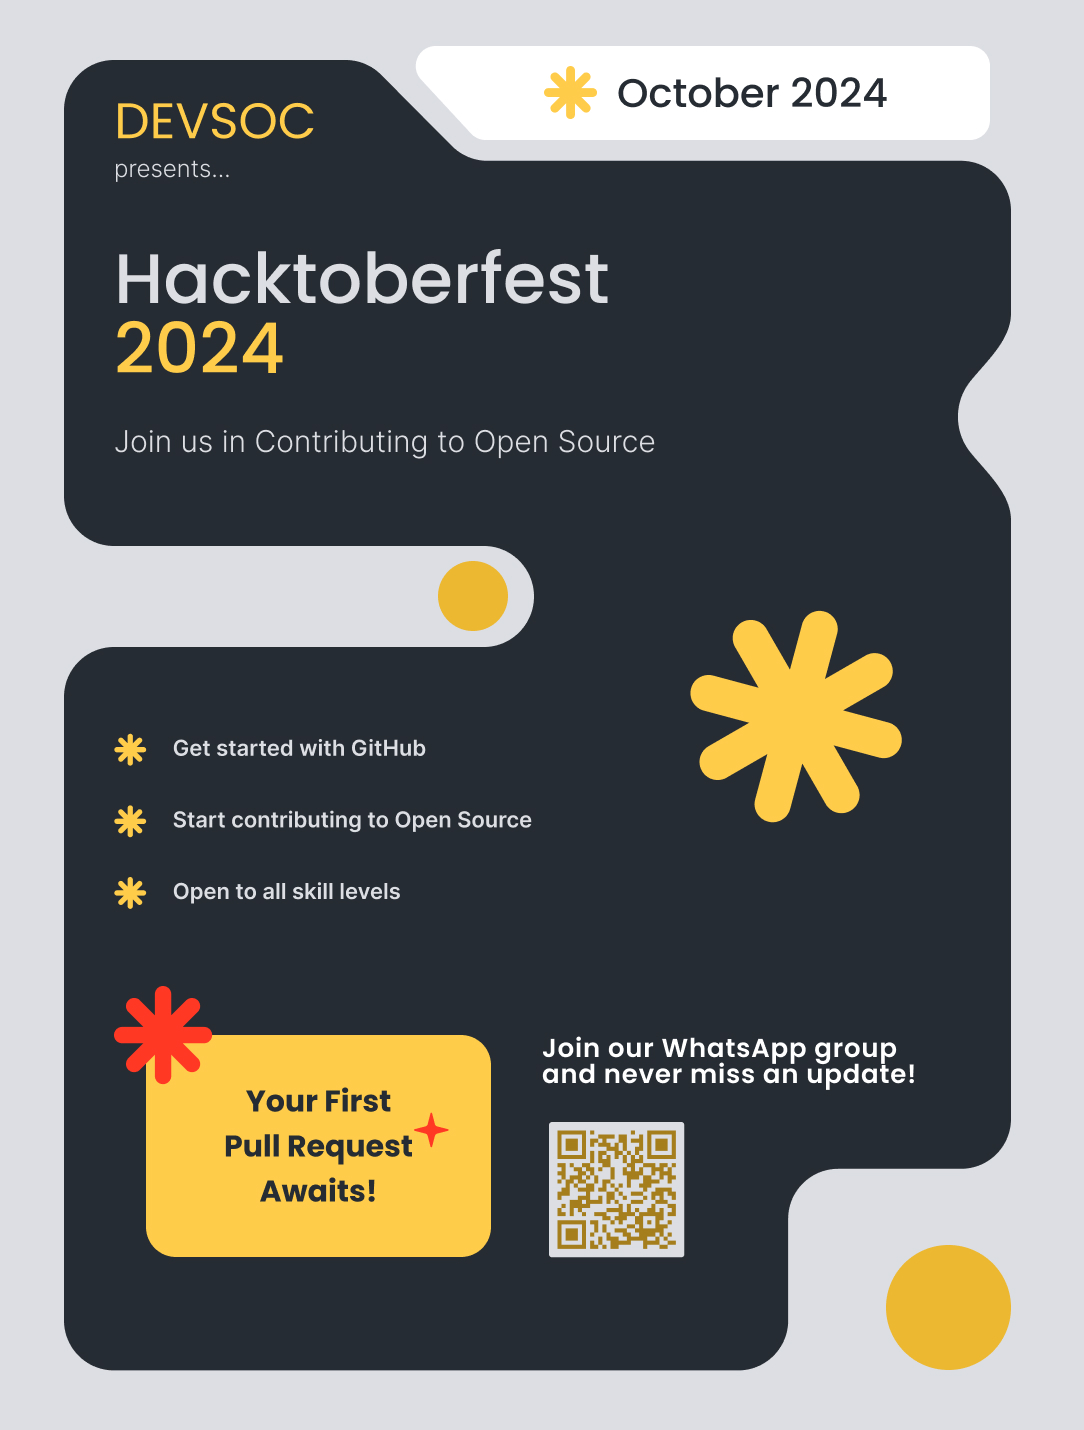 DEVSOC
presents...
October 2024
Hacktoberfest
2024
Join us in Contributing to Open Source
Get started with GitHub
Start contributing to Open Source
Open to all skill levels
Your First
Pull Request
Awaits!
Join our WhatsApp group
and never miss an update!